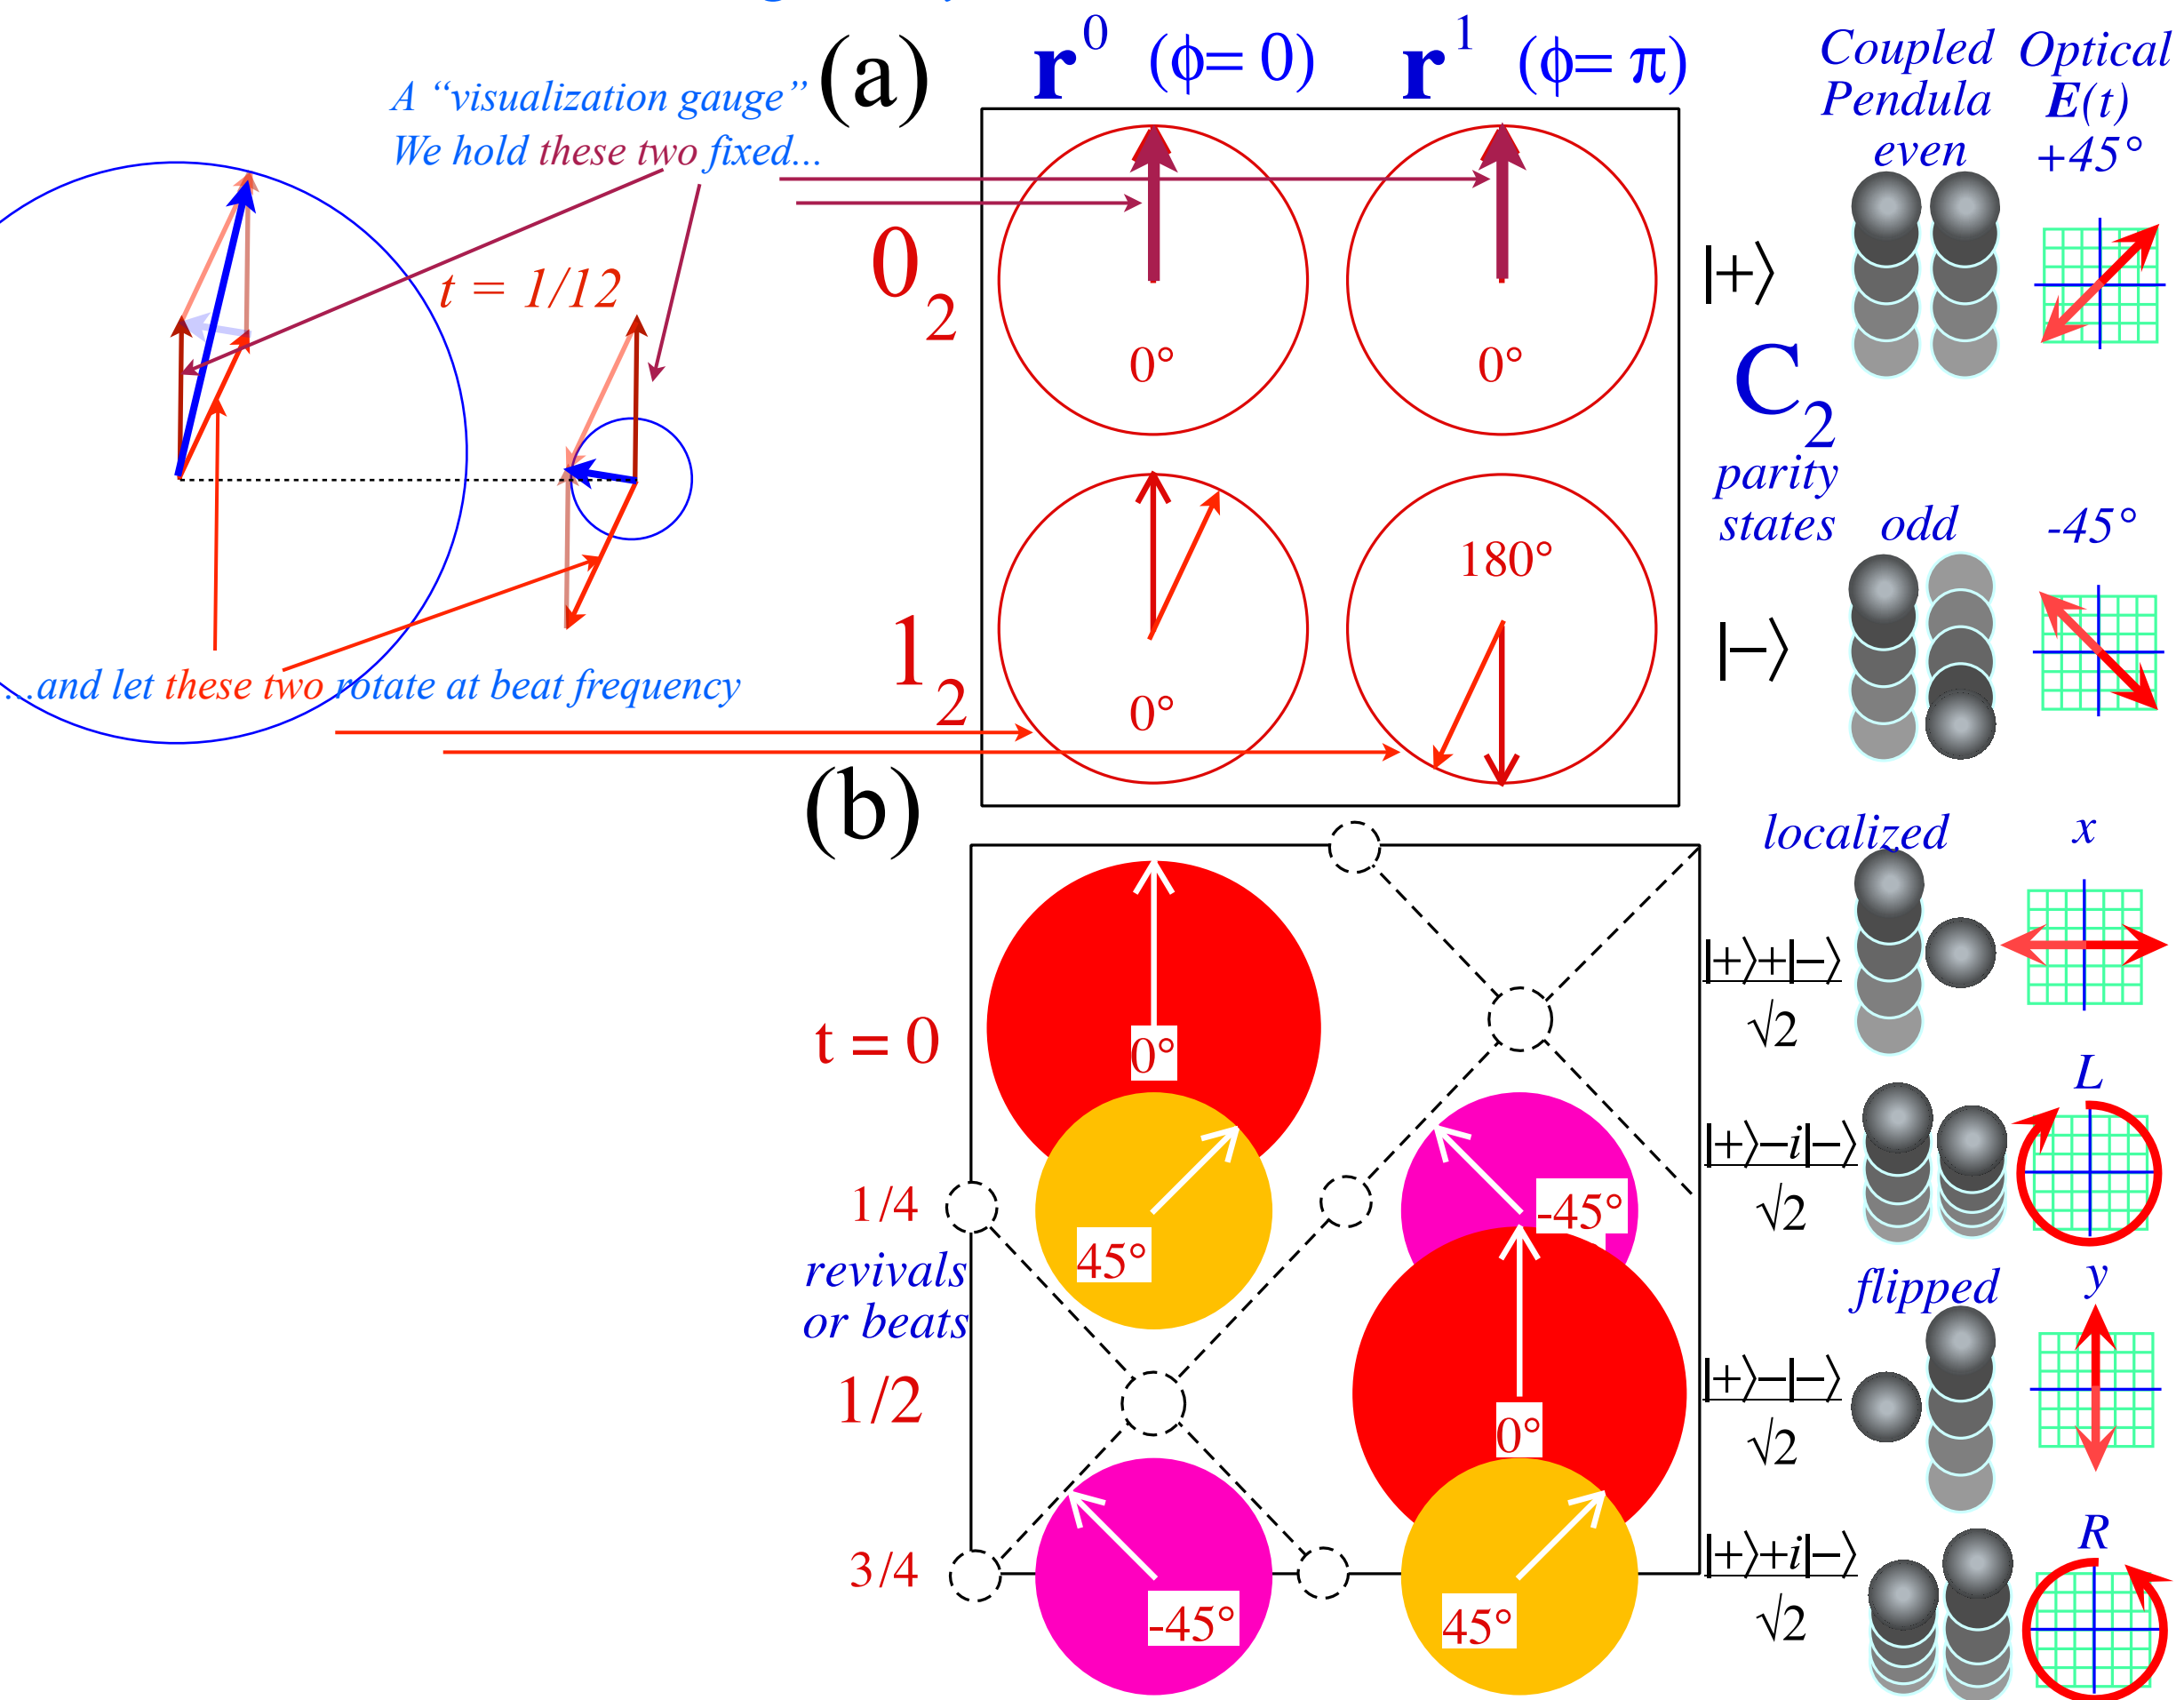 A “visualization gauge”
We hold these two fixed...
t = 1/12
...and let these two rotate at beat frequency
(a)
r⁰ (ϕ= 0)
r¹ (ϕ= π)
0₂
0°
0°
1₂
0°
180°
|+⟩
C₂
parity
states
|−⟩
Coupled
Pendula
even
Optical
E(t)
+45°
odd
-45°
(b)
t = 0
0°
1/4
45°
-45°
revivals
or beats
1/2
0°
3/4
-45°
45°
localized
x
|+⟩+|−⟩
√2
L
|+⟩−i|−⟩
√2
flipped
y
|+⟩−|−⟩
√2
R
|+⟩+i|−⟩
√2